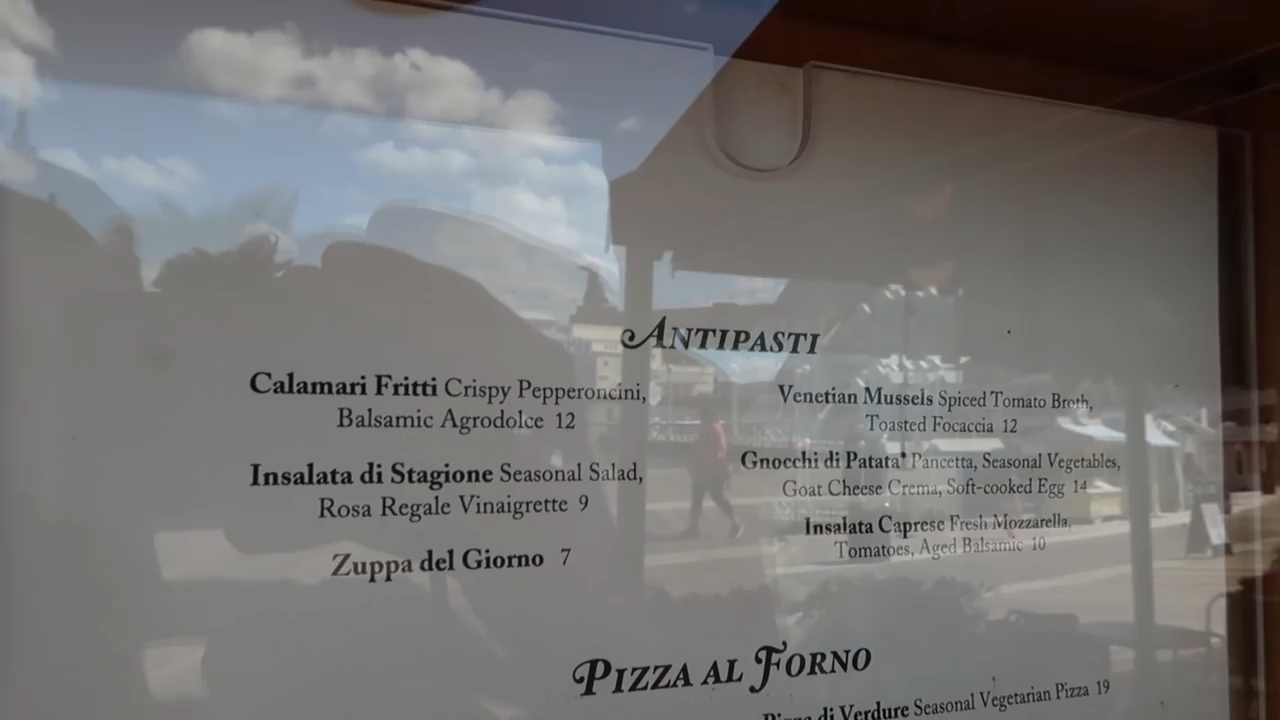 ANTIPASTI
Calamari Fritti Crispy Pepperoncini,
Balsamic Agrodolce 12
Insalata di Stagione Seasonal Salad,
Rosa Regale Vinaigrette 9
Zuppa del Giorno 7
Venetian Mussels Spiced Tomato Broth,
Toasted Focaccia 12
Gnocchi di Patata* Pancetta, Seasonal Vegetables,
Goat Cheese Crema, Soft-cooked Egg 14
Insalata Caprese Fresh Mozzarella,
Tomatoes, Aged Balsamic 10
PIZZA AL FORNO
Pizza di Verdure Seasonal Vegetarian Pizza 19